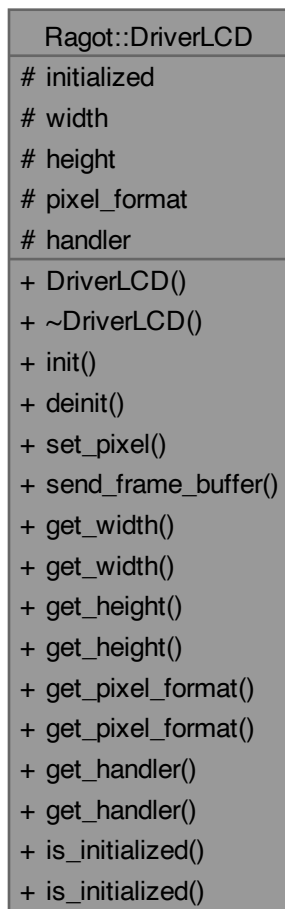 Ragot::DriverLCD
# initialized
# width
# height
# pixel_format
# handler
+ DriverLCD()
+ ~DriverLCD()
+ init()
+ deinit()
+ set_pixel()
+ send_frame_buffer()
+ get_width()
+ get_width()
+ get_height()
+ get_height()
+ get_pixel_format()
+ get_pixel_format()
+ get_handler()
+ get_handler()
+ is_initialized()
+ is_initialized()